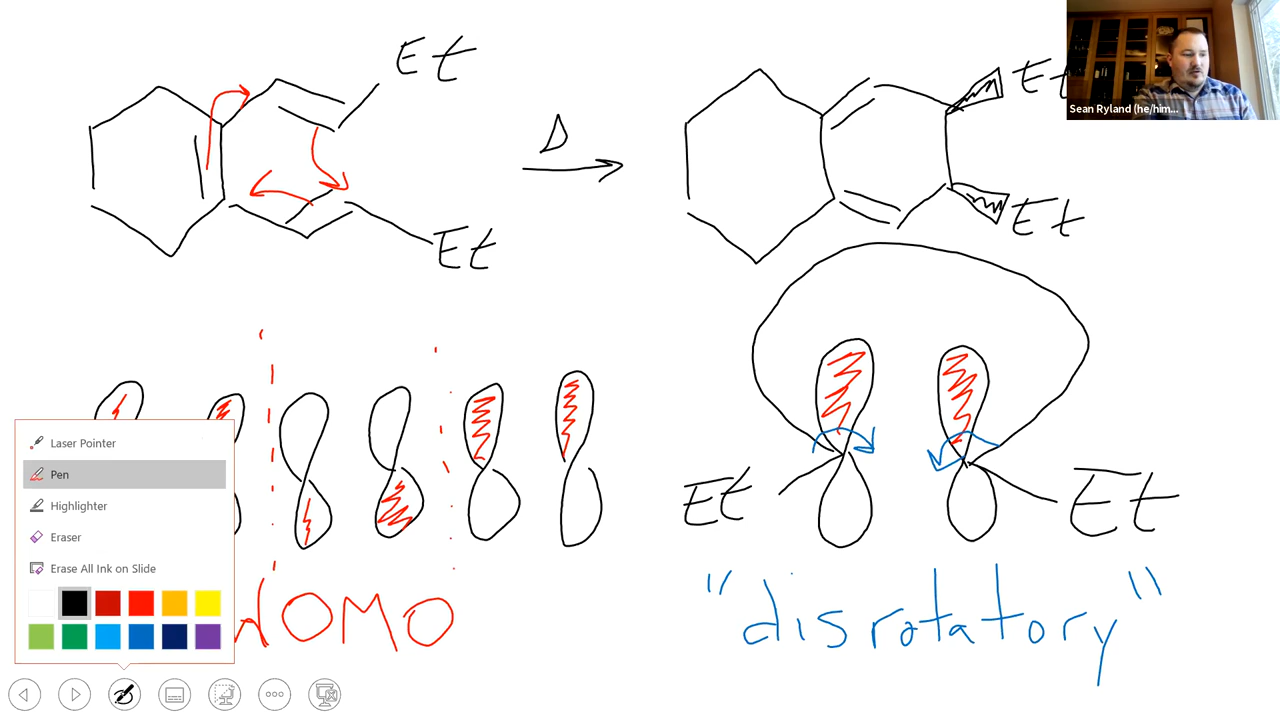 Et
Et
Δ
Et
Et
Sean Ryland (he/him...
Et
Et
Laser Pointer
Pen
Highlighter
Eraser
Erase All Ink on Slide
HOMO
"disrotatory"